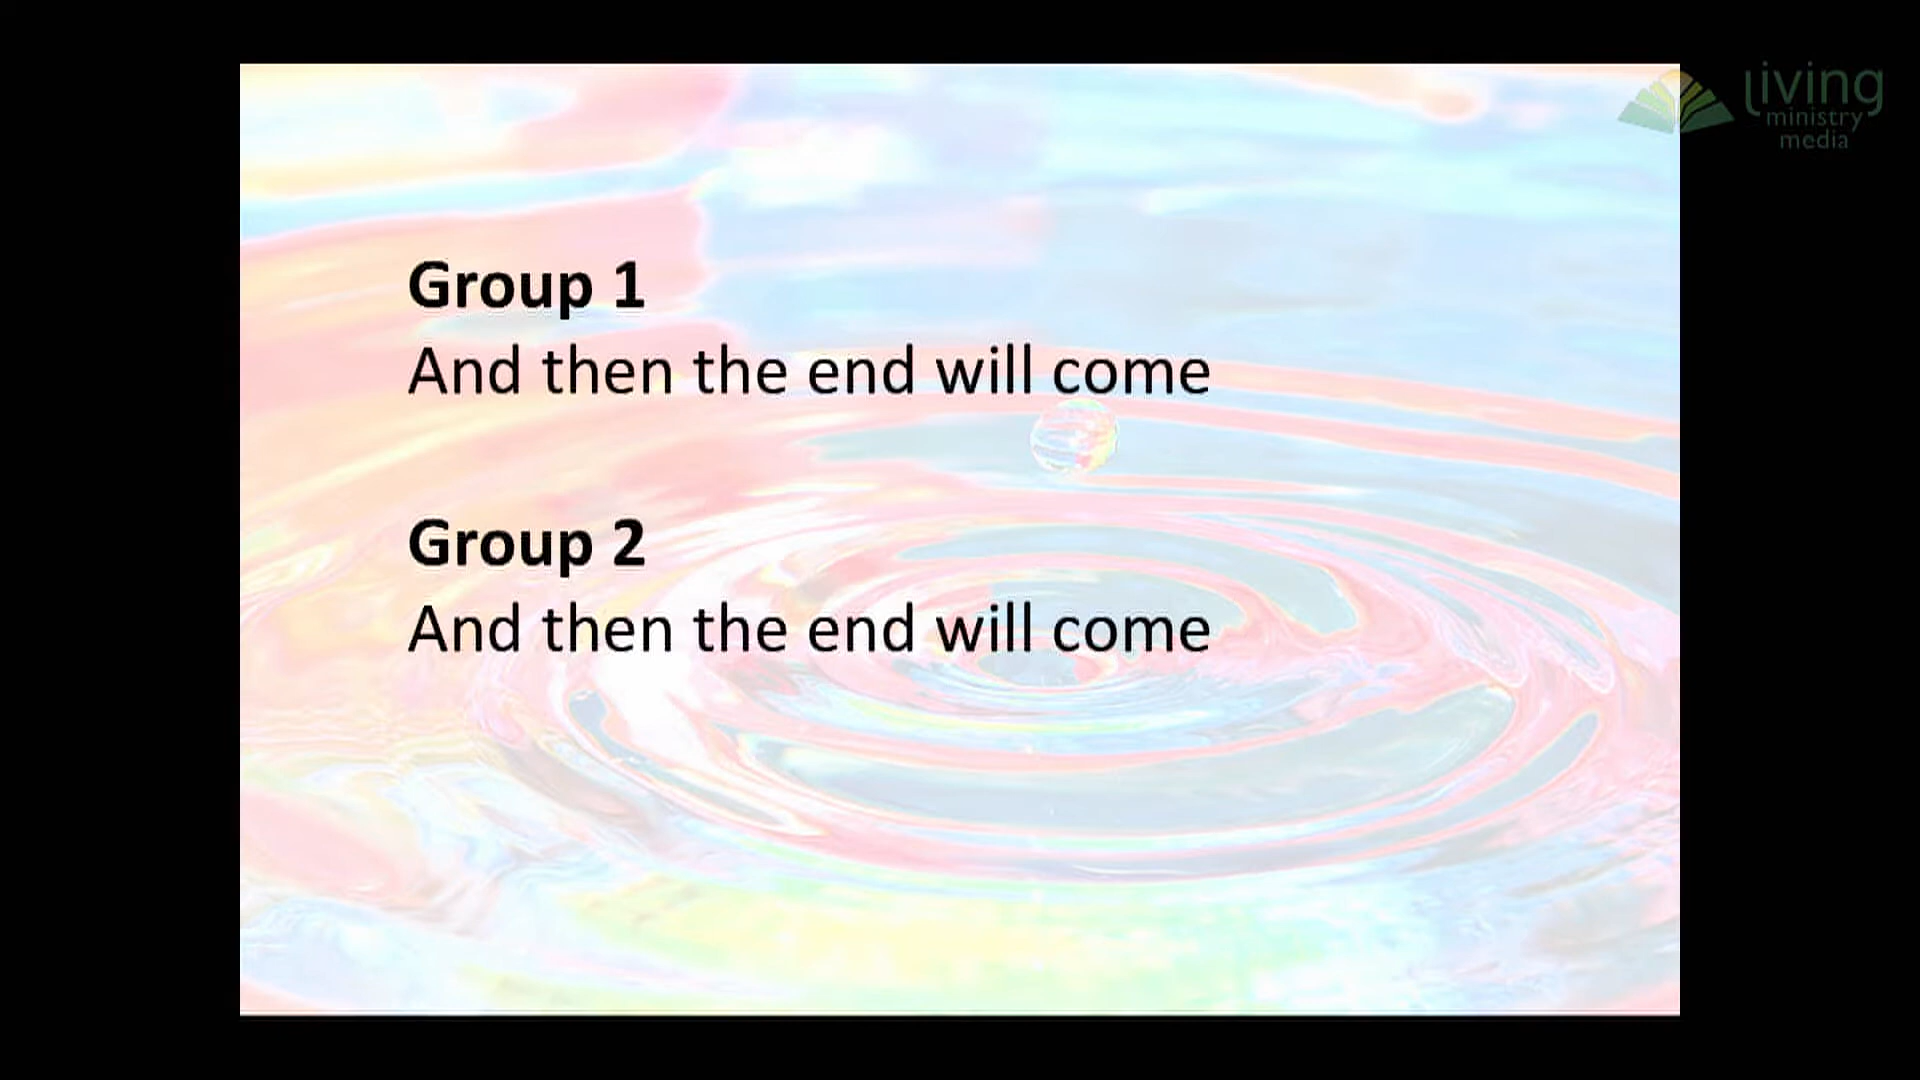 living
ministry
media
Group 1
And then the end will come
Group 2
And then the end will come